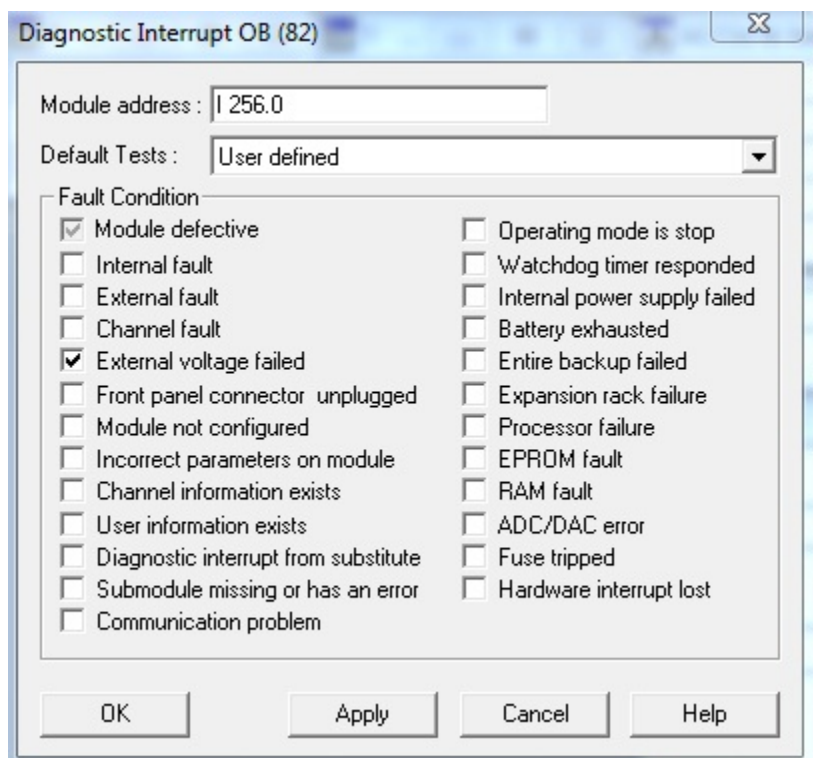 Diagnostic Interrupt OB (82)
Module address : I 256.0
Default Tests : User defined
Fault Condition
Module defective
Internal fault
External fault
Channel fault
External voltage failed
Front panel connector unplugged
Module not configured
Incorrect parameters on module
Channel information exists
User information exists
Diagnostic interrupt from substitute
Submodule missing or has an error
Communication problem
Operating mode is stop
Watchdog timer responded
Internal power supply failed
Battery exhausted
Entire backup failed
Expansion rack failure
Processor failure
EPROM fault
RAM fault
ADC/DAC error
Fuse tripped
Hardware interrupt lost
OK Apply Cancel Help